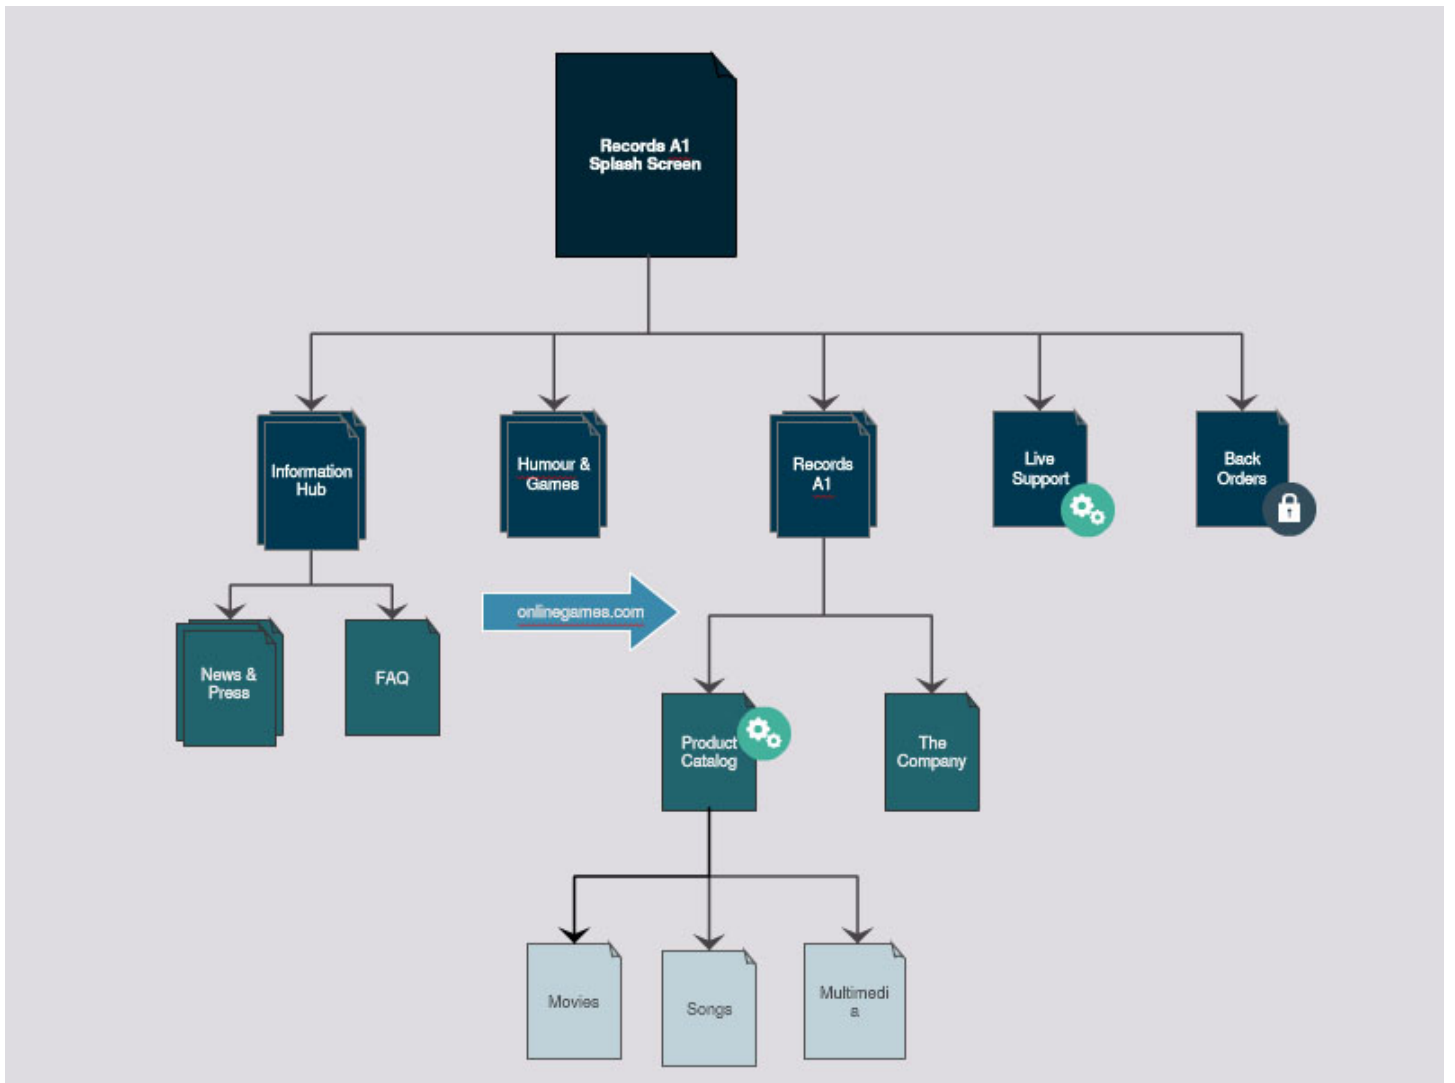 Records A1
Splash Screen
Information
Hub
Humour &
Games
Records
A1
Live
Support
Back
Orders
onlinegames.com
News &
Press
FAQ
Product
Catalog
The
Company
Movies
Songs
Multimedi
a